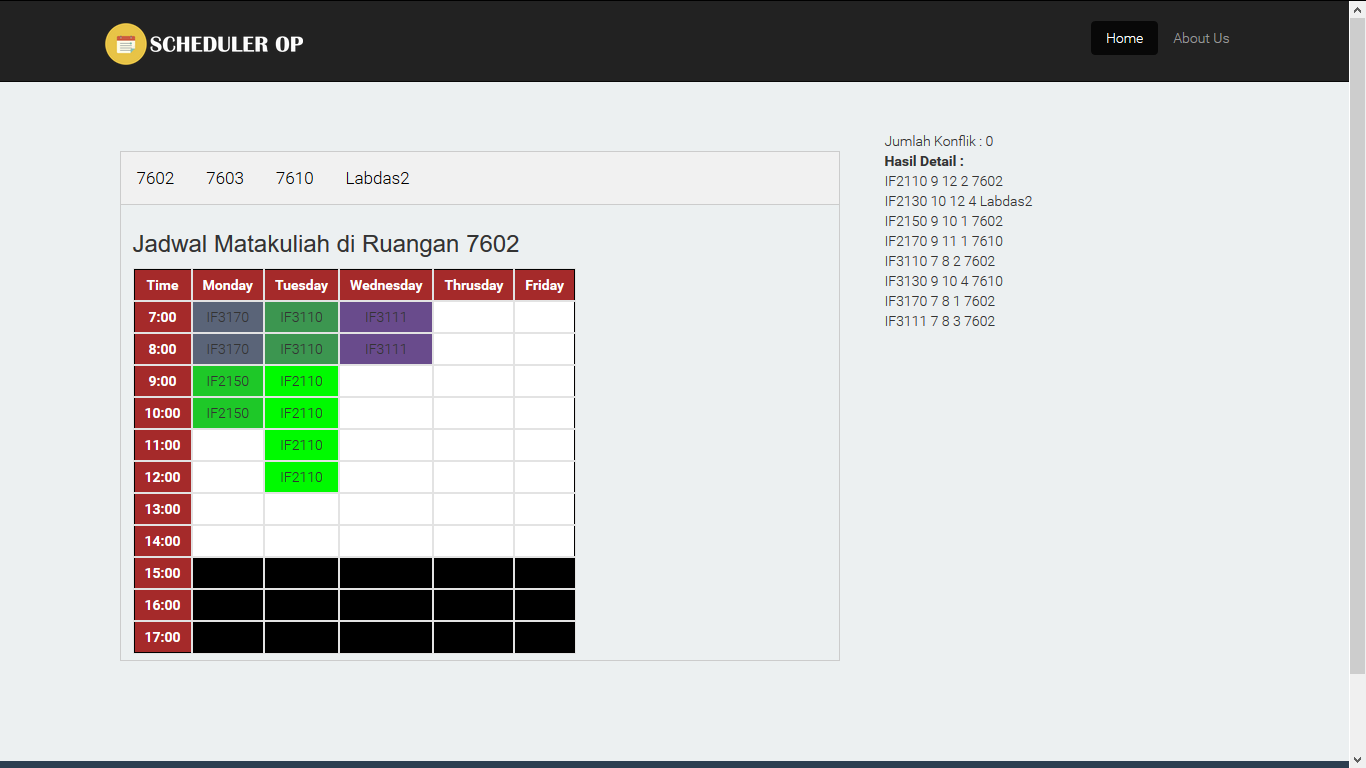 SCHEDULER OP
Home About Us
7602 7603 7610 Labdas2
Jadwal Matakuliah di Ruangan 7602
Time Monday Tuesday Wednesday Thrusday Friday
7:00 IF3170 IF3110 IF3111
8:00 IF3170 IF3110 IF3111
9:00 IF2150 IF2110
10:00 IF2150 IF2110
11:00 IF2110
12:00 IF2110
13:00
14:00
15:00
16:00
17:00
Jumlah Konflik : 0
Hasil Detail :
IF2110 9 12 2 7602
IF2130 10 12 4 Labdas2
IF2150 9 10 1 7602
IF2170 9 11 1 7610
IF3110 7 8 2 7602
IF3130 9 10 4 7610
IF3170 7 8 1 7602
IF3111 7 8 3 7602